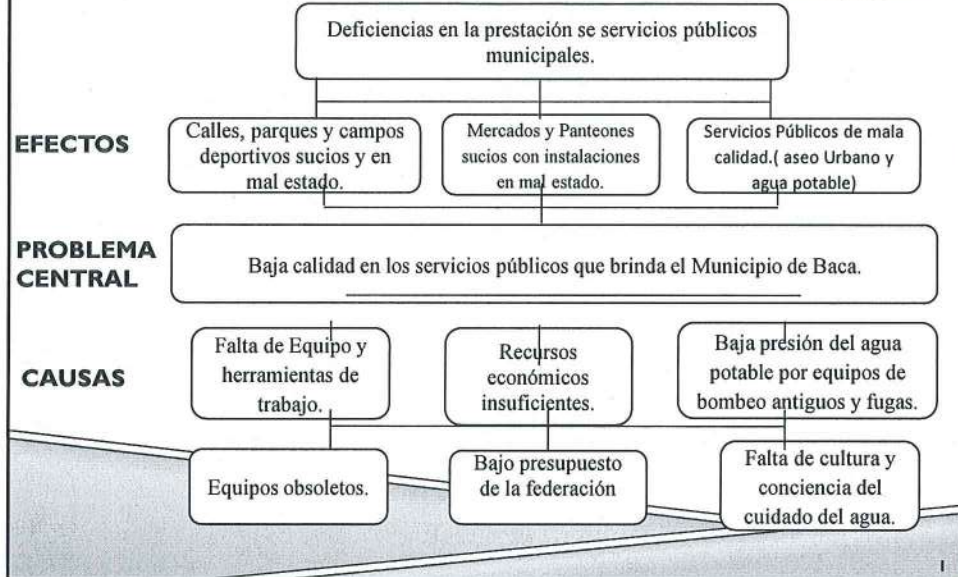 Deficiencias en la prestación se servicios públicos
municipales.
EFECTOS
Calles, parques y campos
deportivos sucios y en
mal estado.
Mercados y Panteones
sucios con instalaciones
en mal estado.
Servicios Públicos de mala
calidad.( aseo Urbano y
agua potable)
PROBLEMA
CENTRAL
Baja calidad en los servicios públicos que brinda el Municipio de Baca.
CAUSAS
Falta de Equipo y
herramientas de
trabajo.
Recursos
económicos
insuficientes.
Baja presión del agua
potable por equipos de
bombeo antiguos y fugas.
Equipos obsoletos.
Bajo presupuesto
de la federación
Falta de cultura y
conciencia del
cuidado del agua.
1